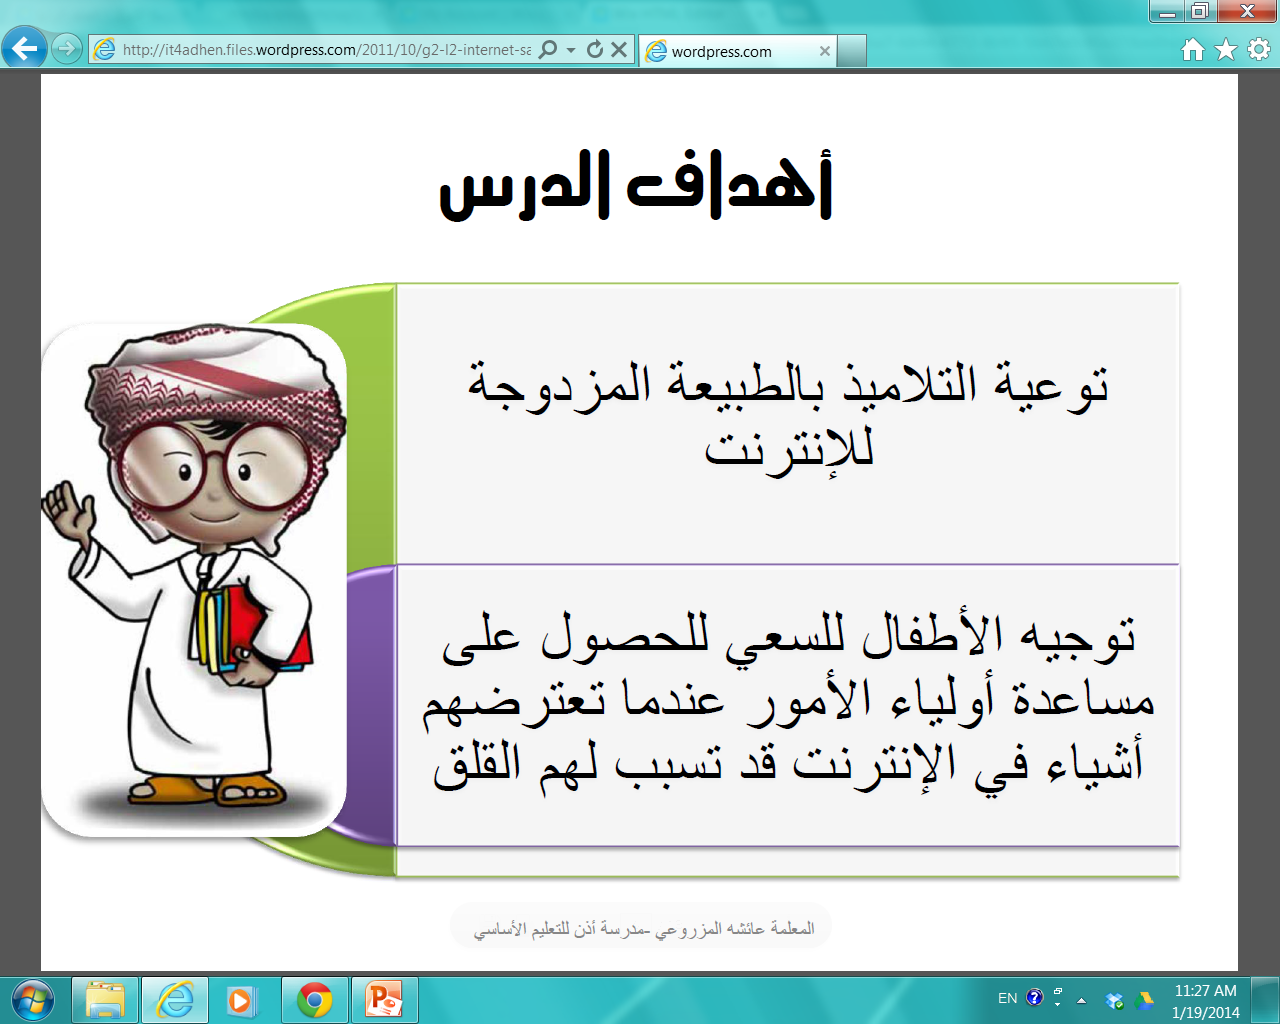 http://it4adhen.files.wordpress.com/2011/10/g2-l2-internet-sa
wordpress.com
أهداف الدرس
توعية التلاميذ بالطبيعة المزدوجة
للإنترنت
توجيه الأطفال للسعي للحصول على
مساعدة أولياء الأمور عندما تعترضهم
أشياء في الإنترنت قد تسبب لهم القلق
المعلمة عائشه المزروعي -مدرسة أذن للتعليم الأساسي
EN
11:27 AM
1/19/2014